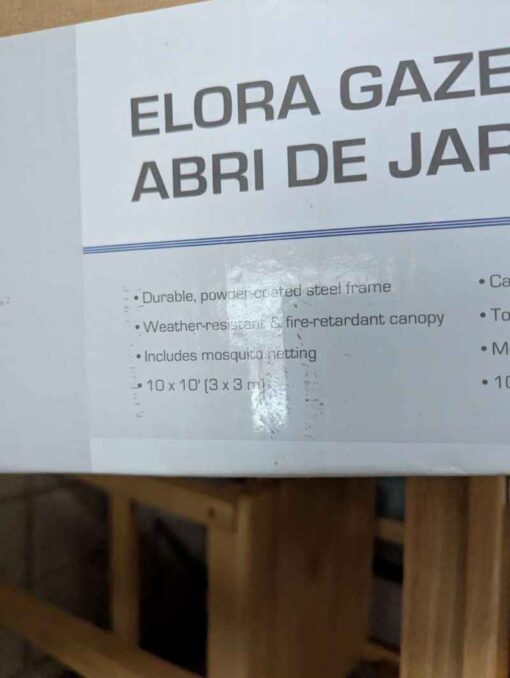 ELORA GAZE
ABRI DE JAR
• Durable, powder-coated steel frame
• Weather-resistant & fire-retardant canopy
• Includes mosquito netting
• 10 x 10' (3 x 3 m)
• Ca
• To
• M
• 10